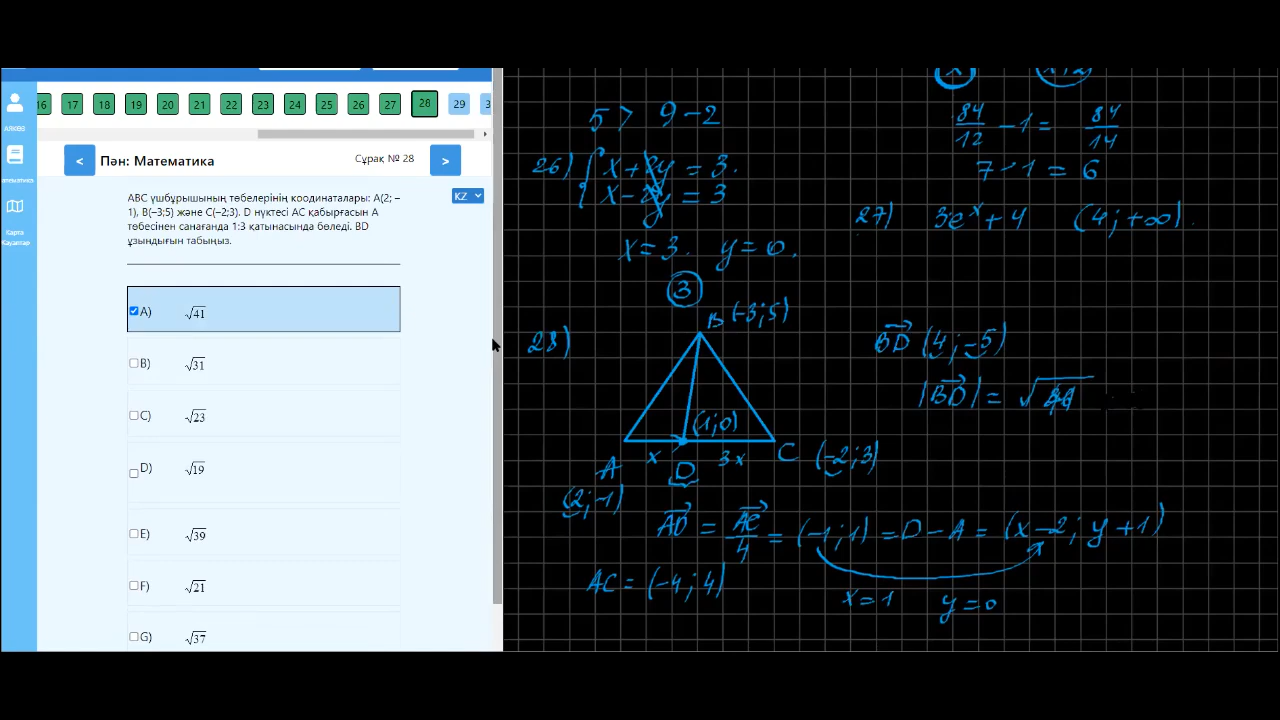 16 17 18 19 20 21 22 23 24 25 26 27 28 29 3
< Пән: Математика Сұрақ № 28 >
KZ
ABC үшбұрышының төбелерінің коодинаталары: A(2; –
1), B(–3;5) және C(–2;3). D нүктесі AC қабырғасын A
төбесінен санағанда 1:3 қатынасында бөледі. BD
ұзындығын табыңыз.
A) √41
B) √31
C) √23
D) √19
E) √39
F) √21
G) √37
Карта
5 > 9 - 2
26) { x + 2y = 3.
x - 2y = 3
x = 3. y = 0.
3
84/12 - 1 = 84/14
7 - 1 = 6
27) 3e^x + 4 (4; +∞).
28)
B (-3;5)
(1;0)
A x D 3x C (-2;3)
(2;-1)
BD (4;-5)
|BD| = √41
AD = AC/4 = (-1;1) = D - A = (x-2; y+1)
AC = (-4;4)
x = 1 y = 0